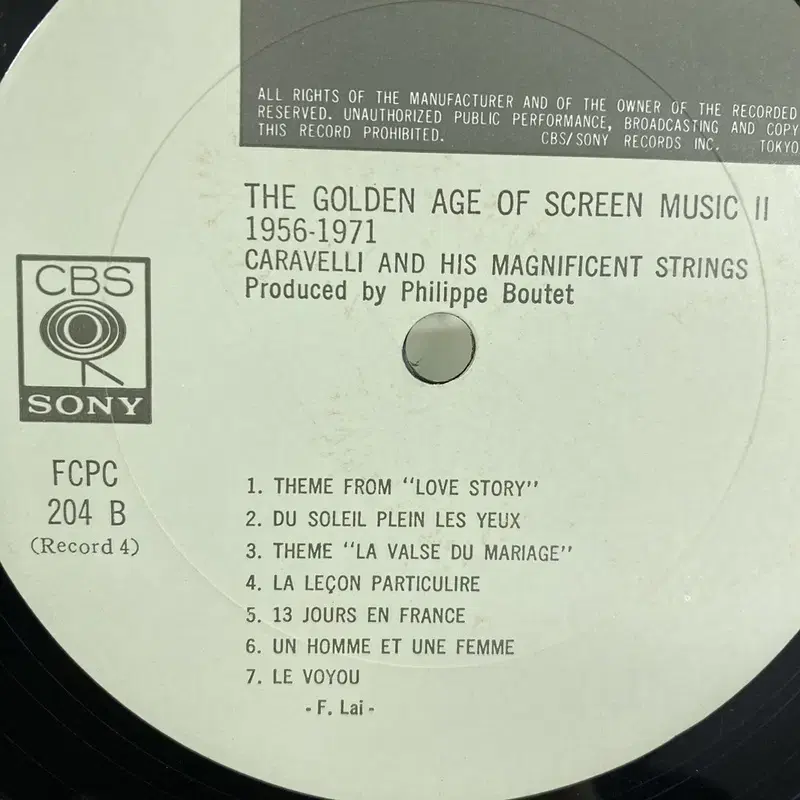 ALL RIGHTS OF THE MANUFACTURER AND OF THE OWNER OF THE RECORDED
RESERVED. UNAUTHORIZED PUBLIC PERFORMANCE, BROADCASTING AND COPY
THIS RECORD PROHIBITED. CBS/SONY RECORDS INC. TOKYO
THE GOLDEN AGE OF SCREEN MUSIC II
1956-1971
CARAVELLI AND HIS MAGNIFICENT STRINGS
Produced by Philippe Boutet
CBS
SONY
FCPC
204 B
(Record 4)
1. THEME FROM "LOVE STORY"
2. DU SOLEIL PLEIN LES YEUX
3. THEME "LA VALSE DU MARIAGE"
4. LA LEÇON PARTICULIRE
5. 13 JOURS EN FRANCE
6. UN HOMME ET UNE FEMME
7. LE VOYOU
- F. Lai -